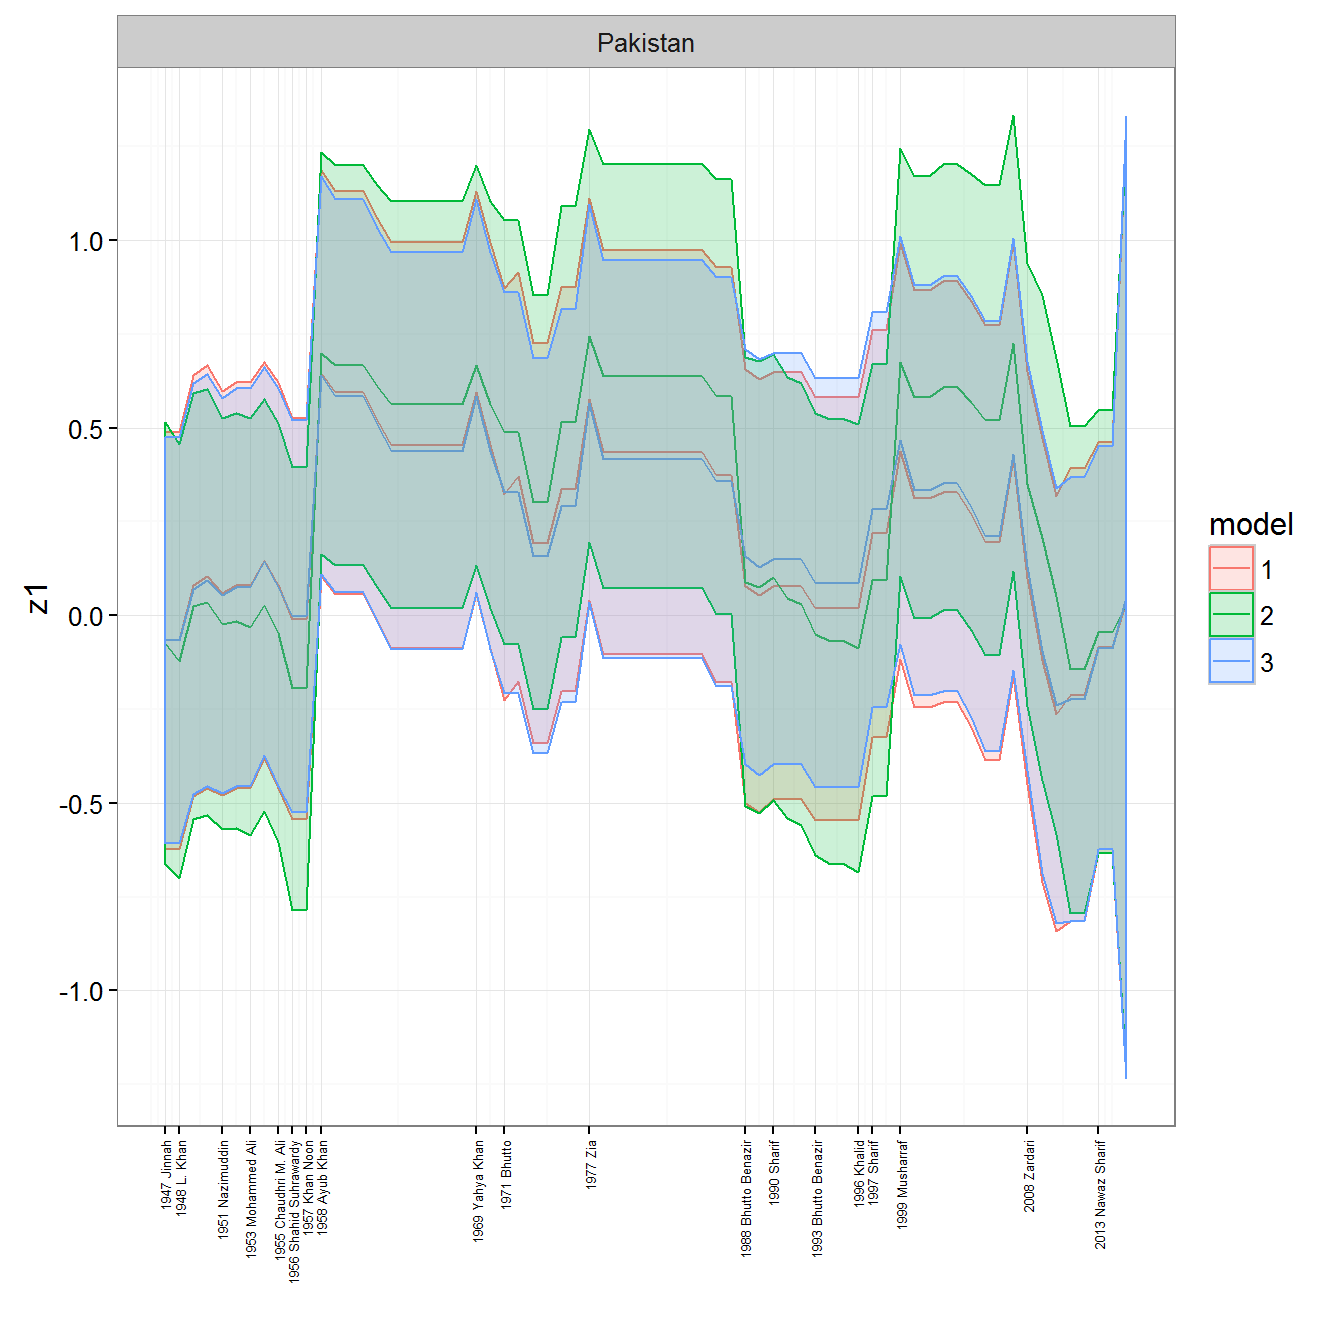 Pakistan
1.0
0.5
0.0
-0.5
-1.0
z1
model
1
2
3
1947 Jinnah
1948 L. Khan
1951 Nazimuddin
1953 Mohammed Ali
1955 Chaudhri M. Ali
1956 Shahid Suhrawardy
1957 Khan Noon
1958 Ayub Khan
1969 Yahya Khan
1971 Bhutto
1977 Zia
1988 Bhutto Benazir
1990 Sharif
1993 Bhutto Benazir
1996 Khalid
1997 Sharif
1999 Musharraf
2008 Zardari
2013 Nawaz Sharif